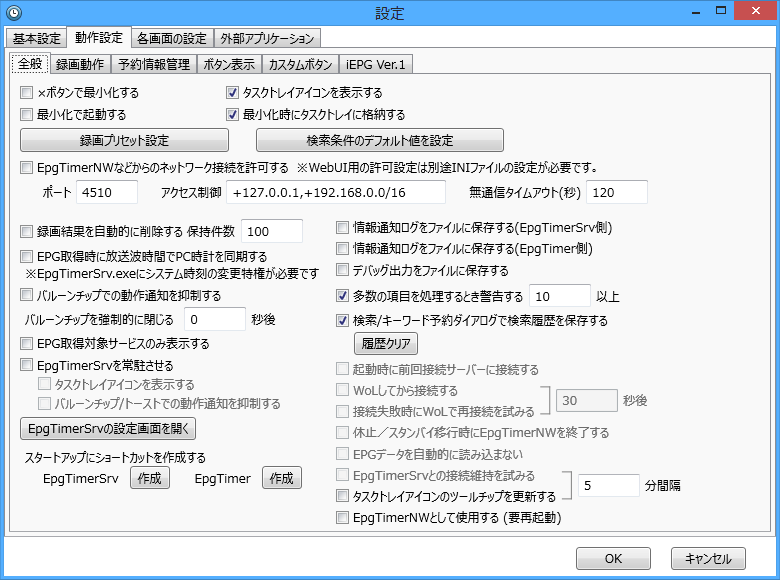 設定
基本設定 動作設定 各画面の設定 外部アプリケーション
全般 録画動作 予約情報管理 ボタン表示 カスタムボタン iEPG Ver.1
×ボタンで最小化する タスクトレイアイコンを表示する
最小化で起動する 最小化時にタスクトレイに格納する
録画プリセット設定 検索条件のデフォルト値を設定
EpgTimerNWなどからのネットワーク接続を許可する ※WebUI用の許可設定は別途INIファイルの設定が必要です。
ポート 4510 アクセス制御 +127.0.0.1,+192.168.0.0/16 無通信タイムアウト(秒) 120
録画結果を自動的に削除する 保持件数 100
EPG取得時に放送波時間でPC時計を同期する
※EpgTimerSrv.exeにシステム時刻の変更特権が必要です
バルーンチップでの動作通知を抑制する
バルーンチップを強制的に閉じる 0 秒後
EPG取得対象サービスのみ表示する
EpgTimerSrvを常駐させる
タスクトレイアイコンを表示する
バルーンチップ/トーストでの動作通知を抑制する
EpgTimerSrvの設定画面を開く
スタートアップにショートカットを作成する
EpgTimerSrv 作成 EpgTimer 作成
情報通知ログをファイルに保存する(EpgTimerSrv側)
情報通知ログをファイルに保存する(EpgTimer側)
デバッグ出力をファイルに保存する
多数の項目を処理するとき警告する 10 以上
検索/キーワード予約ダイアログで検索履歴を保存する
履歴クリア
起動時に前回接続サーバーに接続する
WoLしてから接続する
接続失敗時にWoLで再接続を試みる 30 秒後
休止／スタンバイ移行時にEpgTimerNWを終了する
EPGデータを自動的に読み込まない
EpgTimerSrvとの接続維持を試みる
タスクトレイアイコンのツールチップを更新する 5 分間隔
EpgTimerNWとして使用する (要再起動)
OK キャンセル